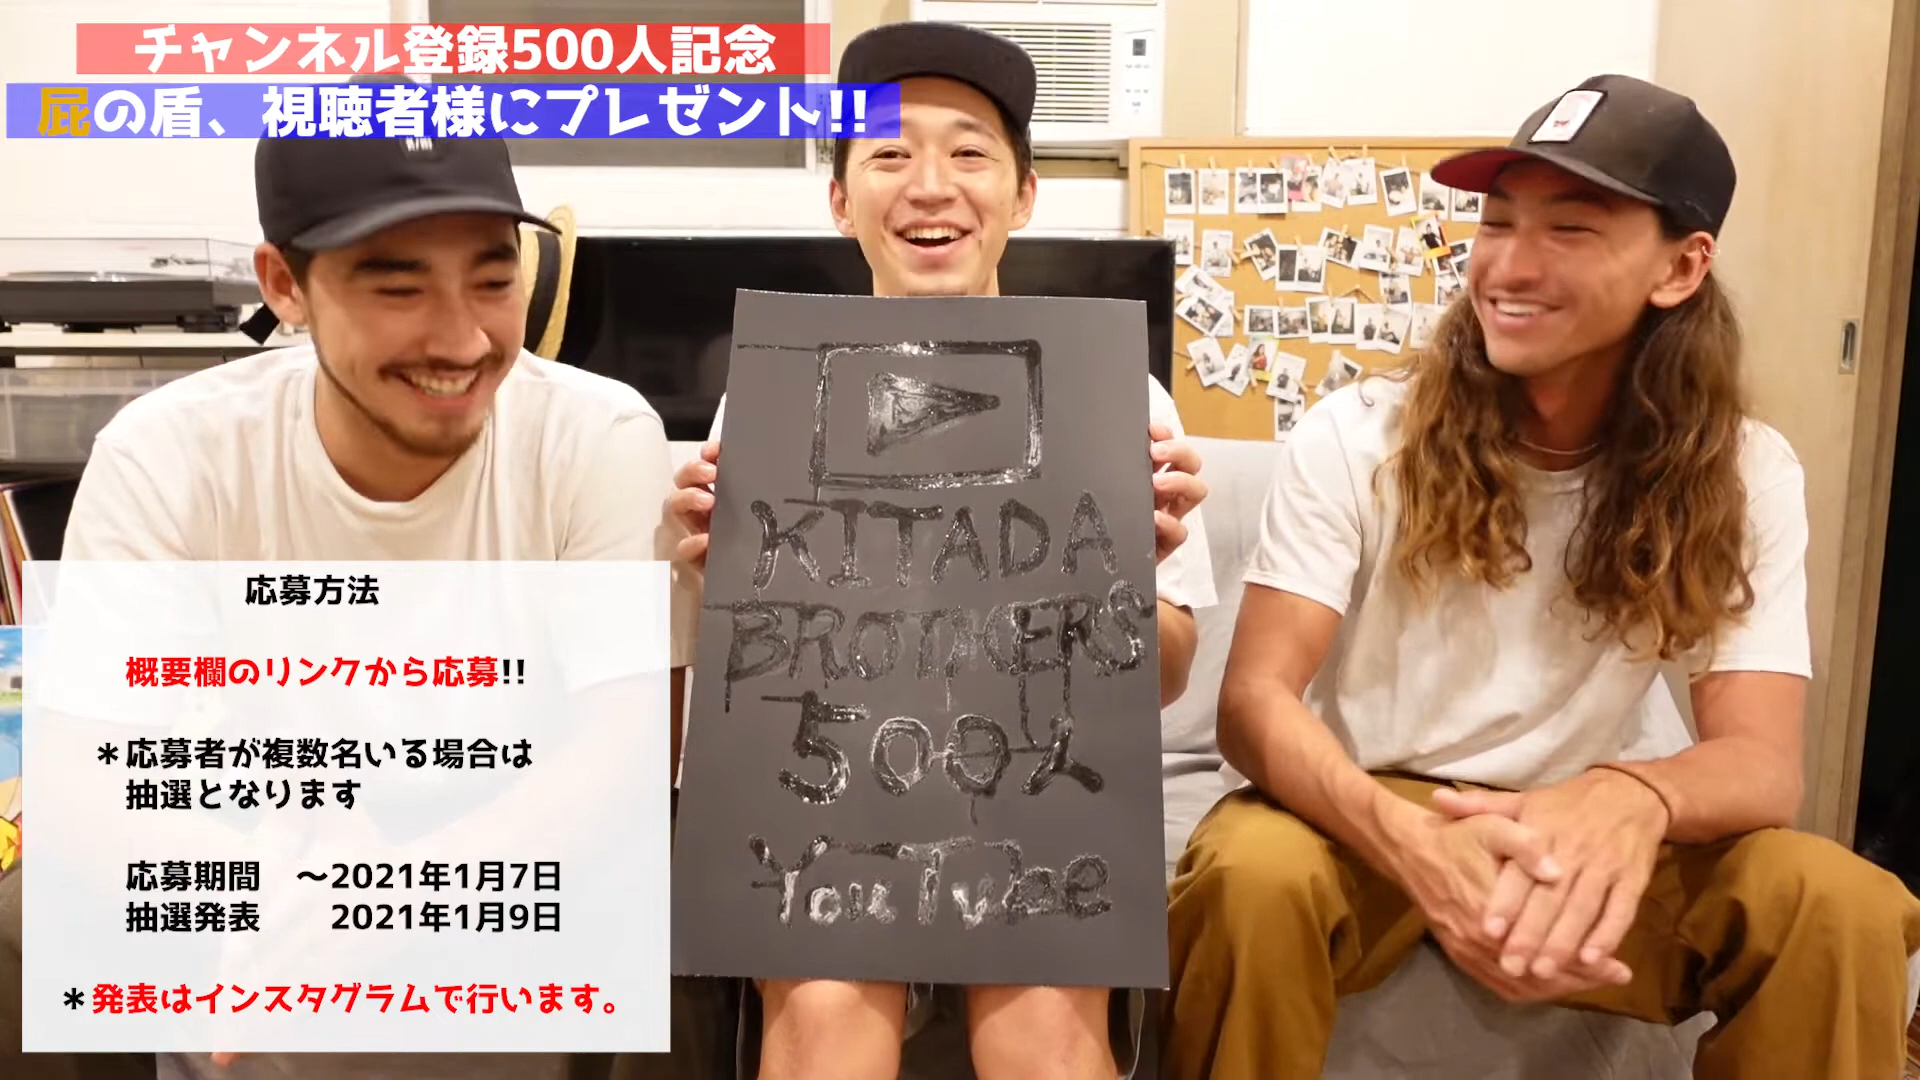 チャンネル登録500人記念
屁の盾、視聴者様にプレゼント!!
KITADA
BROTHERS
500人
YouTube
応募方法
概要欄のリンクから応募!!
＊応募者が複数名いる場合は
抽選となります
応募期間　～2021年1月7日
抽選発表　2021年1月9日
＊発表はインスタグラムで行います。